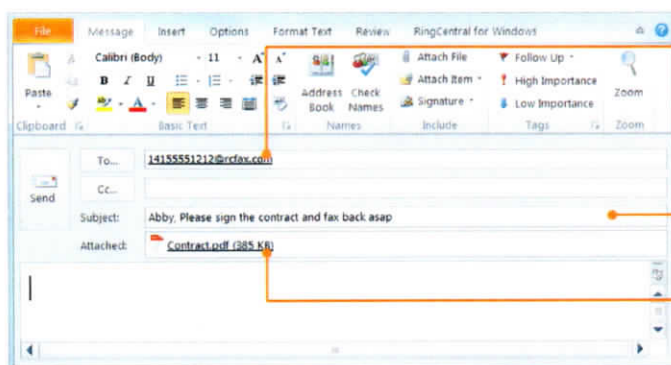 File Message Insert Options Format Text Review RingCentral for Windows
Calibri (Body) 11 A A Attach File Follow Up
B I U Attach Item High Importance
Paste Address Book Check Names Signature Low Importance Zoom
Clipboard Basic Text Names Include Tags Zoom
To... 14155551212@rcfax.com
Cc...
Send
Subject: Abby, Please sign the contract and fax back asap
Attached: Contract.pdf (385 KB)